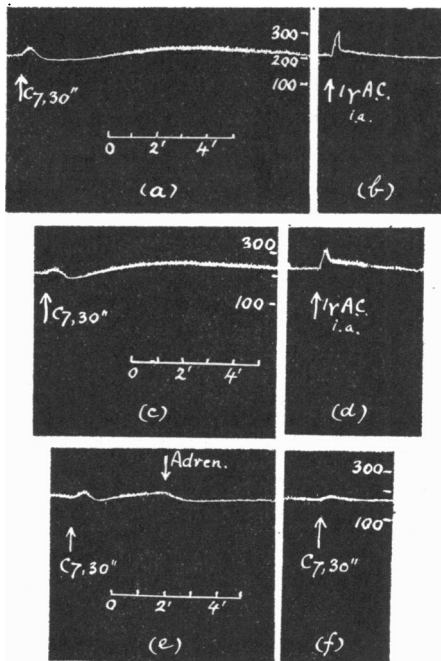 300
200
100
↑C7,30"
↑1γ A.C.
i.a.
0 2' 4'
(a)
(b)
300
100
↑C7,30"
↑1γ A.C.
i.a.
0 2' 4'
(c)
(d)
↓Adren.
300
100
↑
C7,30"
↑
C7,30"
0 2' 4'
(e)
(f)